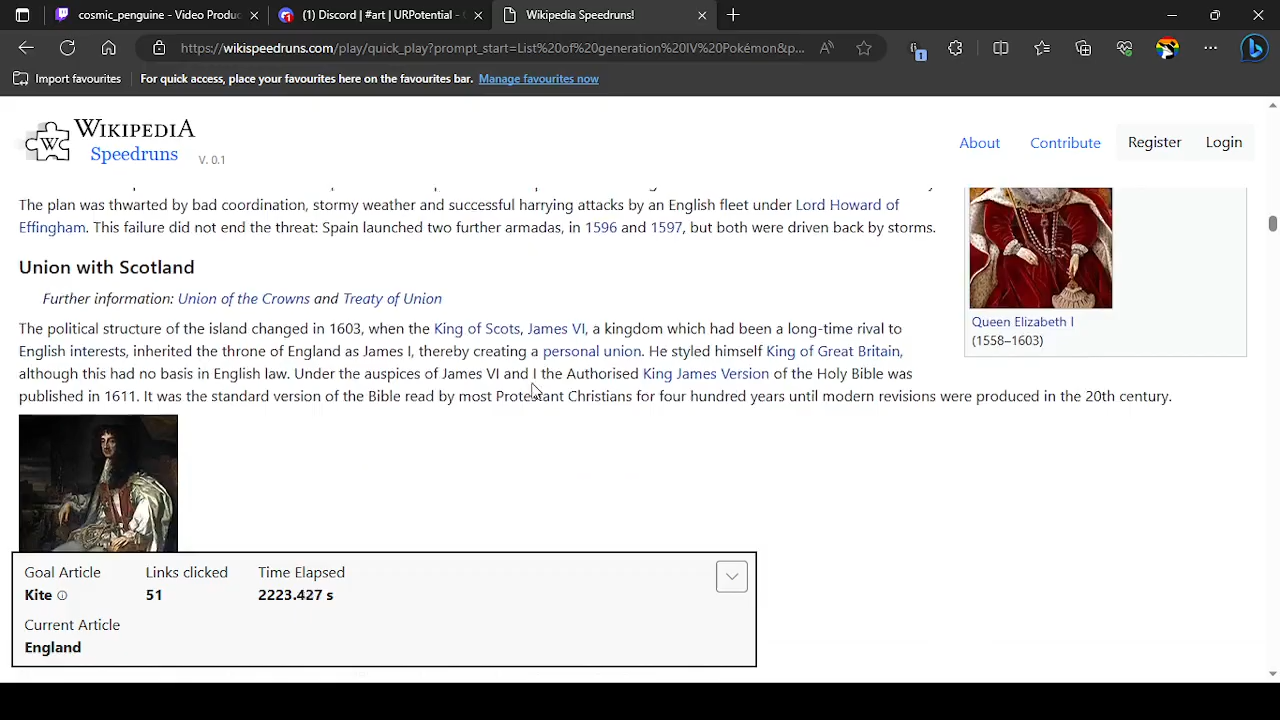 cosmic_penguine - Video Produc
(1) Discord | #art | URPotential -
Wikipedia Speedruns!
https://wikispeedruns.com/play/quick_play?prompt_start=List%20of%20generation%20IV%20Pokémon&p...
1
Import favourites
For quick access, place your favourites here on the favourites bar. Manage favourites now
WIKIPEDIA
Speedruns
V. 0.1
About
Contribute
Register
Login
The plan was thwarted by bad coordination, stormy weather and successful harrying attacks by an English fleet under Lord Howard of
Effingham. This failure did not end the threat: Spain launched two further armadas, in 1596 and 1597, but both were driven back by storms.
Union with Scotland
Further information: Union of the Crowns and Treaty of Union
The political structure of the island changed in 1603, when the King of Scots, James VI, a kingdom which had been a long-time rival to
English interests, inherited the throne of England as James I, thereby creating a personal union. He styled himself King of Great Britain,
although this had no basis in English law. Under the auspices of James VI and I the Authorised King James Version of the Holy Bible was
published in 1611. It was the standard version of the Bible read by most Protestant Christians for four hundred years until modern revisions were produced in the 20th century.
Queen Elizabeth I
(1558–1603)
Goal Article
Kite
Links clicked
51
Time Elapsed
2223.427 s
Current Article
England